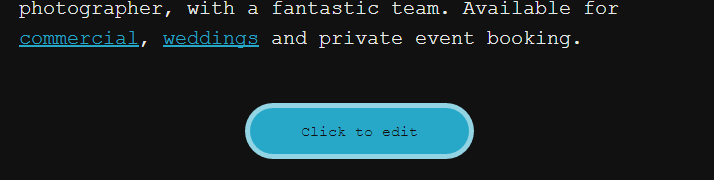 photographer, with a fantastic team. Available for
commercial, weddings and private event booking.
Click to edit